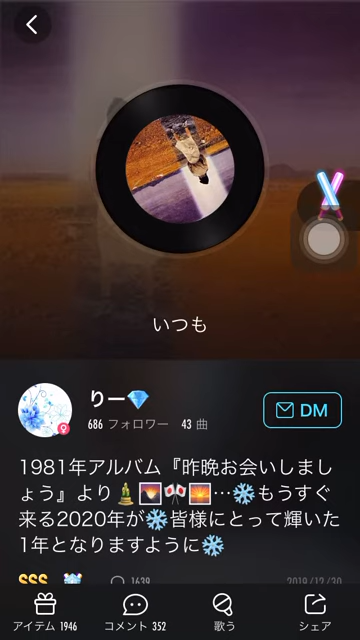 いつも
りー💎
686 フォロワー 43 曲
DM
1981年アルバム『昨晩お会いしまし
ょう』より🎍🌄🎌🌅…❄️もうすぐ
来る2020年が❄️皆様にとって輝いた
1年となりますように❄️
1639
2019/12/30
アイテム 1946
コメント 352
歌う
シェア